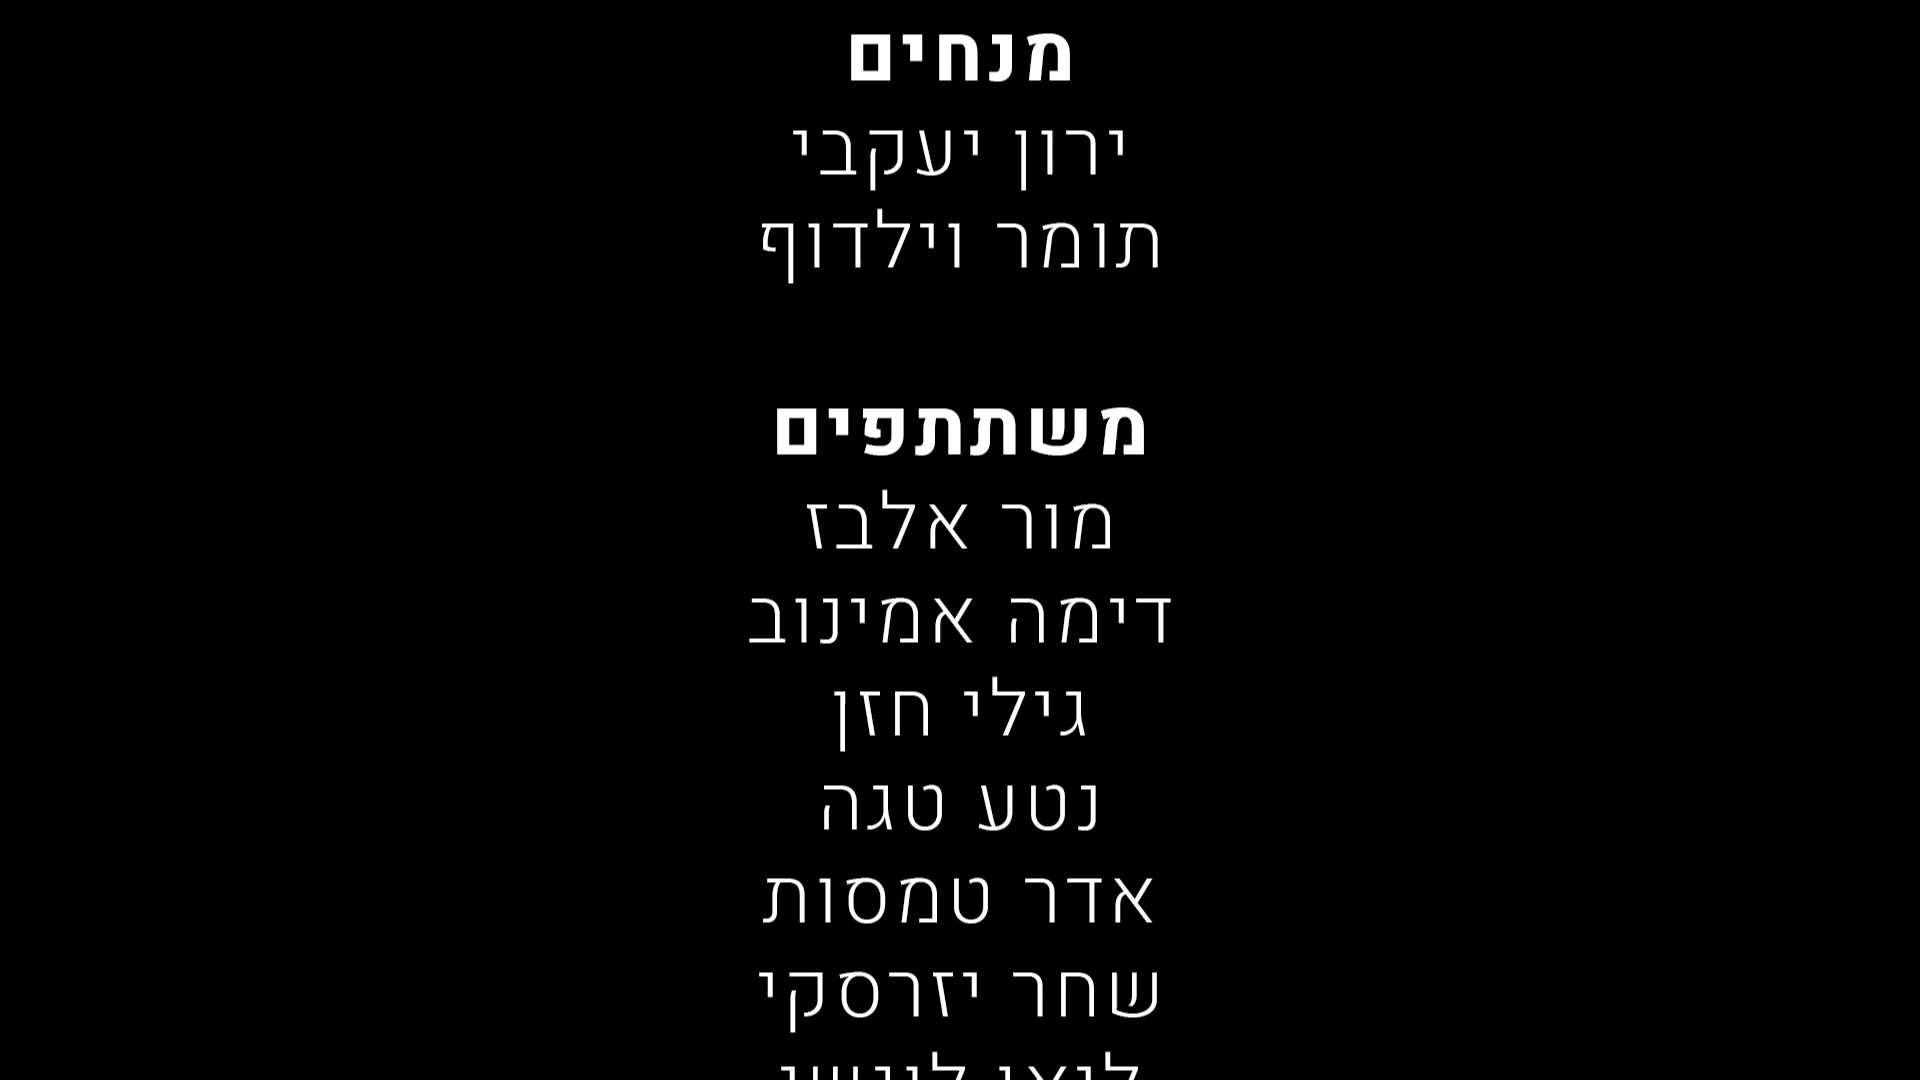 מנחים
ירון יעקבי
תומר וילדוף
משתתפים
מור אלבז
דימה אמינוב
גילי חזן
נטע טגה
אדר טמסות
שחר יזרסקי